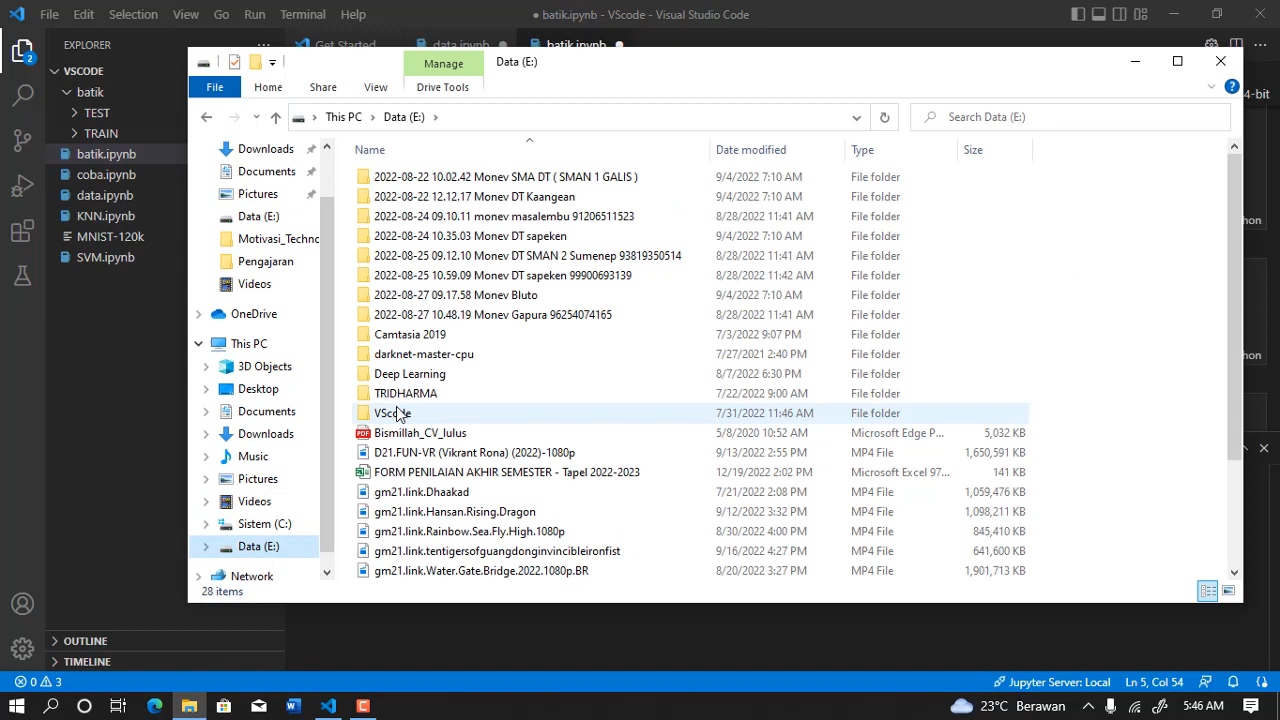 File Edit Selection View Go Run Terminal Help
batik.ipynb - VScode - Visual Studio Code
EXPLORER
Get Started data.ipynb batik.ipynb
VSCODE
batik
TEST
TRAIN
batik.ipynb
coba.ipynb
data.ipynb
KNN.ipynb
MNIST-120k
SVM.ipynb
OUTLINE
TIMELINE
2
Manage
Data (E:)
File Home Share View Drive Tools
This PC Data (E:)
Search Data (E:)
Downloads
Documents
Pictures
Data (E:)
Motivasi_Techno
Pengajaran
Videos
OneDrive
This PC
3D Objects
Desktop
Documents
Downloads
Music
Pictures
Videos
Sistem (C:)
Data (E:)
Network
Name Date modified Type Size
2022-08-22 10.02.42 Monev SMA DT ( SMAN 1 GALIS ) 9/4/2022 7:10 AM File folder
2022-08-22 12.12.17 Monev DT Kaangean 9/4/2022 7:10 AM File folder
2022-08-24 09.10.11 monev masalembu 91206511523 8/28/2022 11:41 AM File folder
2022-08-24 10.35.03 Monev DT sapeken 9/4/2022 7:10 AM File folder
2022-08-25 09.12.10 Monev DT SMAN 2 Sumenep 93819350514 8/28/2022 11:41 AM File folder
2022-08-25 10.59.09 Monev DT sapeken 99900693139 8/28/2022 11:42 AM File folder
2022-08-27 09.17.58 Monev Bluto 9/4/2022 7:10 AM File folder
2022-08-27 10.48.19 Monev Gapura 96254074165 8/28/2022 11:41 AM File folder
Camtasia 2019 7/3/2022 9:07 PM File folder
darknet-master-cpu 7/27/2021 2:40 PM File folder
Deep Learning 8/7/2022 6:30 PM File folder
TRIDHARMA 7/22/2022 9:00 AM File folder
VScode 7/31/2022 11:46 AM File folder
Bismillah_CV_lulus 5/8/2020 10:52 AM Microsoft Edge P... 5,032 KB
D21.FUN-VR (Vikrant Rona) (2022)-1080p 9/13/2022 2:55 PM MP4 File 1,650,591 KB
FORM PENILAIAN AKHIR SEMESTER - Tapel 2022-2023 12/19/2022 2:02 PM Microsoft Excel 97... 141 KB
gm21.link.Dhaakad 7/21/2022 2:08 PM MP4 File 1,059,476 KB
gm21.link.Hansan.Rising.Dragon 9/12/2022 3:32 PM MP4 File 1,098,211 KB
gm21.link.Rainbow.Sea.Fly.High.1080p 8/30/2022 4:00 PM MP4 File 845,410 KB
gm21.link.tentigersofguangdonginvincibleironfist 9/16/2022 4:27 PM MP4 File 641,600 KB
gm21.link.Water.Gate.Bridge.2022.1080p.BR 8/20/2022 3:27 PM MP4 File 1,901,713 KB
28 items
4-bit
hon
hon
0 3
Jupyter Server: Local Ln 5, Col 54
23°C Berawan 5:46 AM